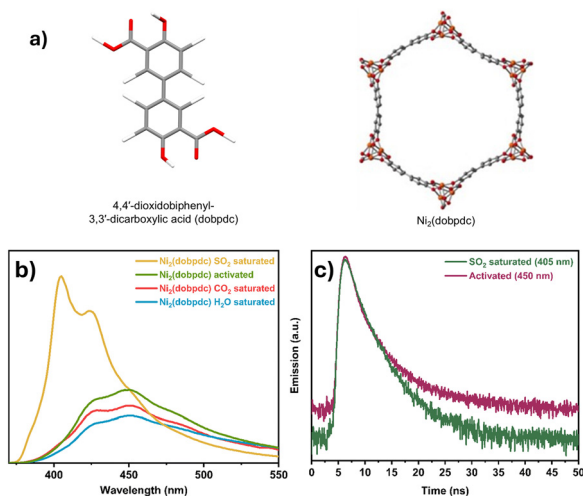 a)
4,4′-dioxidobiphenyl-
3,3′-dicarboxylic acid (dobpdc)
Ni₂(dobpdc)
b)
Ni₂(dobpdc) SO₂ saturated
Ni₂(dobpdc) activated
Ni₂(dobpdc) CO₂ saturated
Ni₂(dobpdc) H₂O saturated
400
450
500
550
Wavelength (nm)
c)
SO₂ saturated (405 nm)
Activated (450 nm)
Emission (a.u.)
0
5
10
15
20
25
30
35
40
45
50
Time (ns)